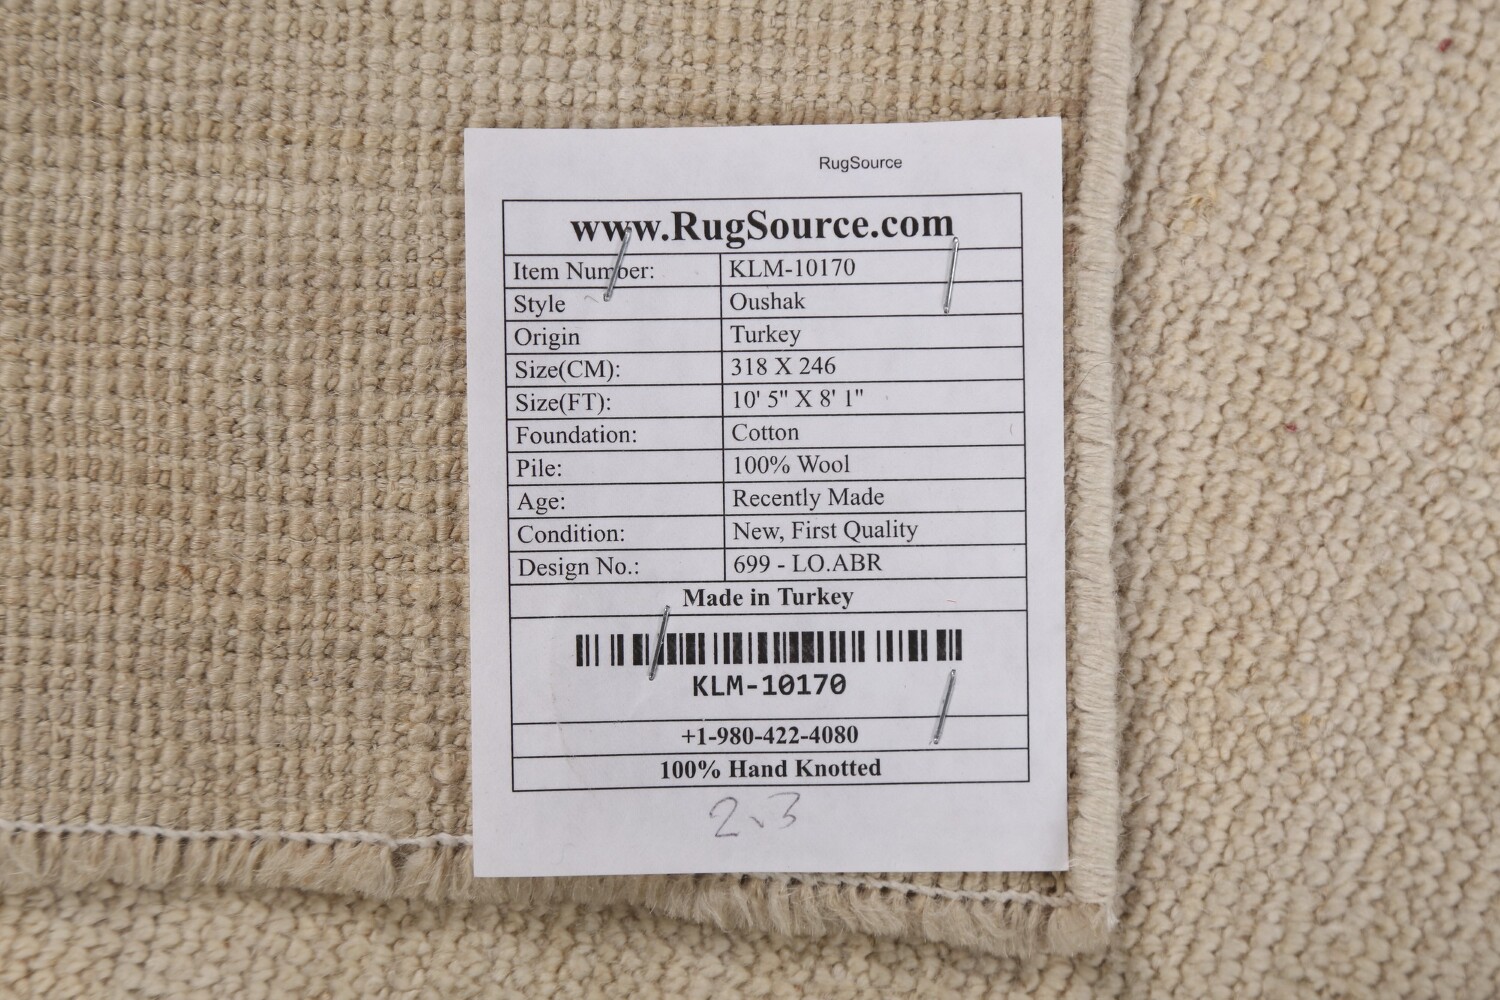 RugSource
www.RugSource.com
Item Number: KLM-10170
Style Oushak
Origin Turkey
Size(CM): 318 X 246
Size(FT): 10' 5" X 8' 1"
Foundation: Cotton
Pile: 100% Wool
Age: Recently Made
Condition: New, First Quality
Design No.: 699 - LO.ABR
Made in Turkey
KLM-10170
+1-980-422-4080
100% Hand Knotted
2.3